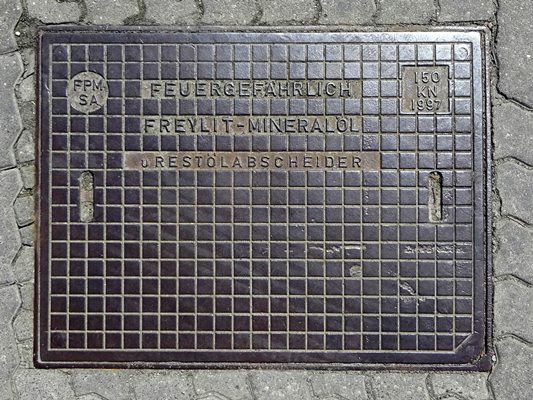 FPM
SA
FEUERGEFÄHRLICH
150
KN
1997
FREYLIT-MINERALÖL
u RESTÖLABSCHEIDER